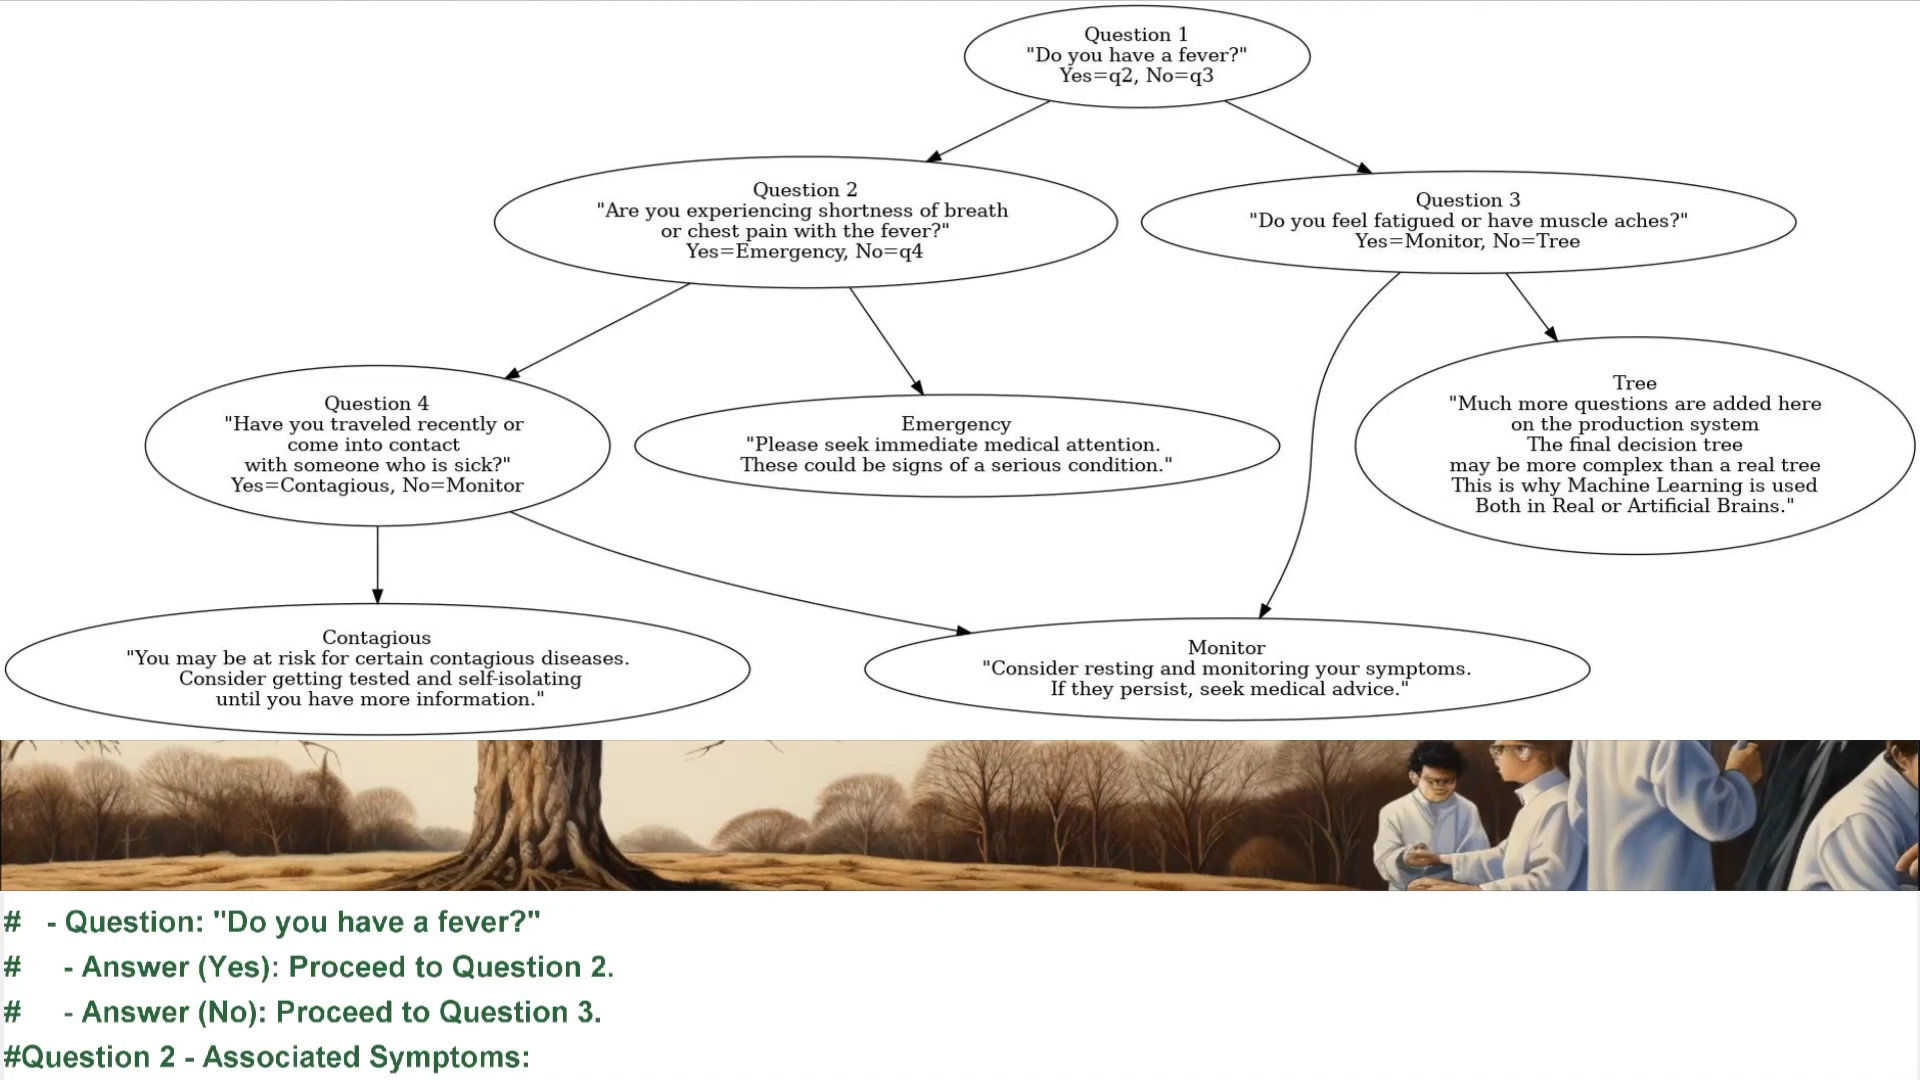 Question 1
"Do you have a fever?"
Yes=q2, No=q3
Question 2
"Are you experiencing shortness of breath
or chest pain with the fever?"
Yes=Emergency, No=q4
Question 3
"Do you feel fatigued or have muscle aches?"
Yes=Monitor, No=Tree
Question 4
"Have you traveled recently or
come into contact
with someone who is sick?"
Yes=Contagious, No=Monitor
Emergency
"Please seek immediate medical attention.
These could be signs of a serious condition."
Tree
"Much more questions are added here
on the production system
The final decision tree
may be more complex than a real tree
This is why Machine Learning is used
Both in Real or Artificial Brains."
Contagious
"You may be at risk for certain contagious diseases.
Consider getting tested and self-isolating
until you have more information."
Monitor
"Consider resting and monitoring your symptoms.
If they persist, seek medical advice."
# - Question: "Do you have a fever?"
# - Answer (Yes): Proceed to Question 2.
# - Answer (No): Proceed to Question 3.
#Question 2 - Associated Symptoms: